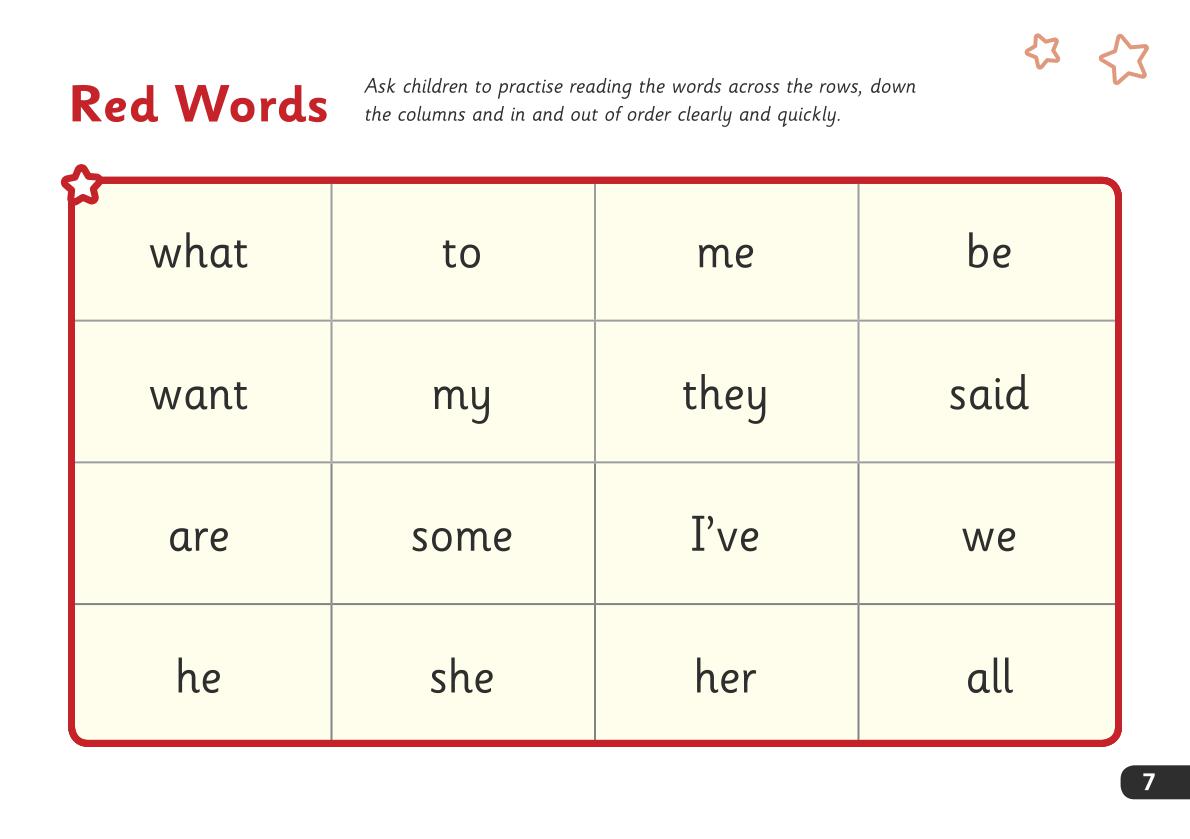 Red Words
Ask children to practise reading the words across the rows, down
the columns and in and out of order clearly and quickly.
what to me be
want my they said
are some I’ve we
he she her all
7